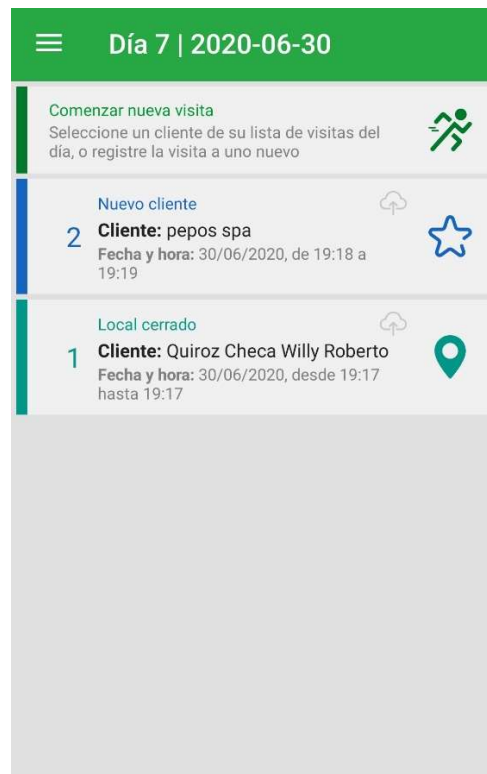 Día 7 | 2020-06-30
Comenzar nueva visita
Seleccione un cliente de su lista de visitas del
día, o registre la visita a uno nuevo
Nuevo cliente
2
Cliente: pepos spa
Fecha y hora: 30/06/2020, de 19:18 a
19:19
Local cerrado
1
Cliente: Quiroz Checa Willy Roberto
Fecha y hora: 30/06/2020, desde 19:17
hasta 19:17